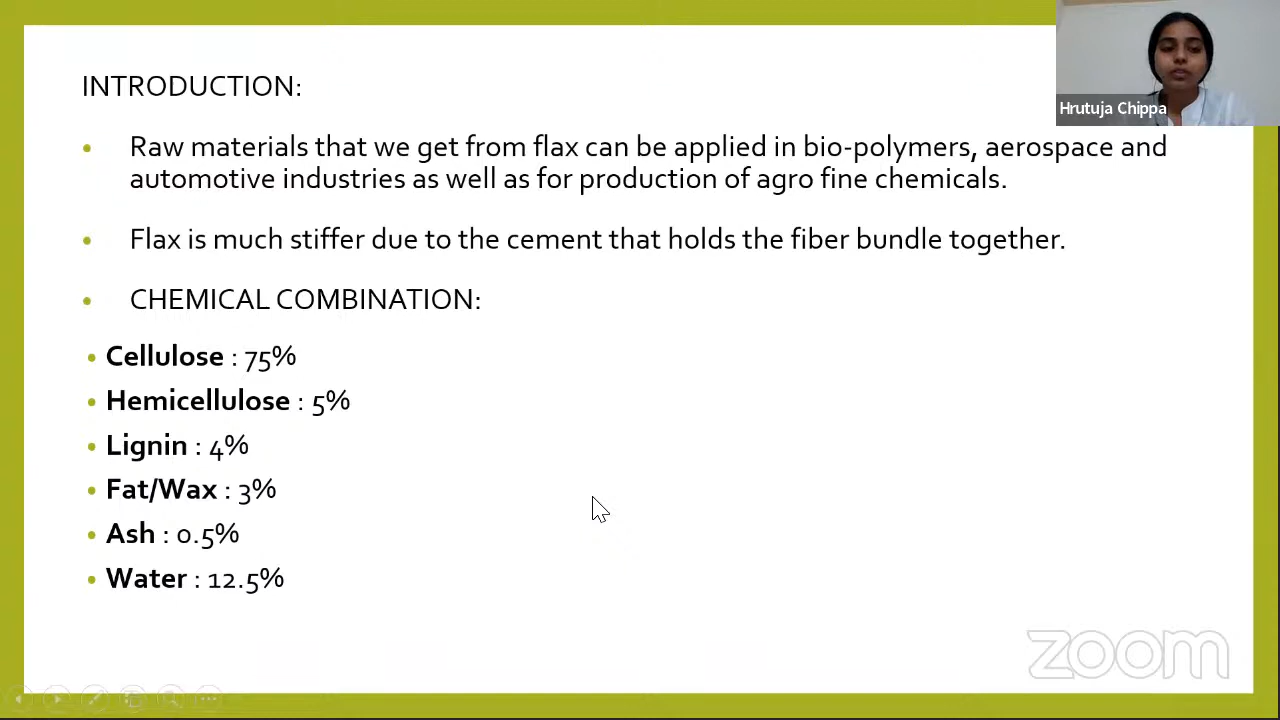 INTRODUCTION:
Hrutuja Chippa
• Raw materials that we get from flax can be applied in bio-polymers, aerospace and
automotive industries as well as for production of agro fine chemicals.
• Flax is much stiffer due to the cement that holds the fiber bundle together.
• CHEMICAL COMBINATION:
• Cellulose : 75%
• Hemicellulose : 5%
• Lignin : 4%
• Fat/Wax : 3%
• Ash : 0.5%
• Water : 12.5%
zoom